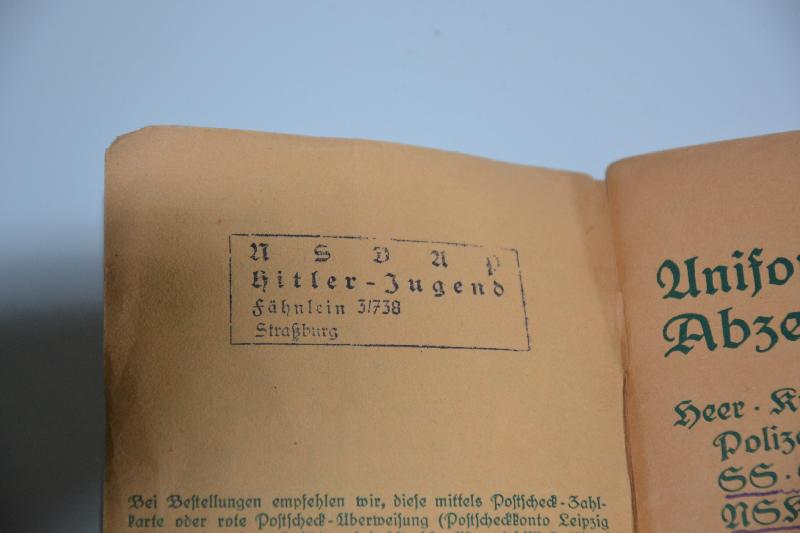 N S D A P
Hitler-Jugend
Fähnlein 3/738
Straßburg
Bei Bestellungen empfehlen wir, diese mittels Postscheck-Zahl-
karte oder rote Postscheck-Überweisung (Postscheckkonto Leipzig
Unifo
Abze
Heer · K
Polize
SS ·
NSK